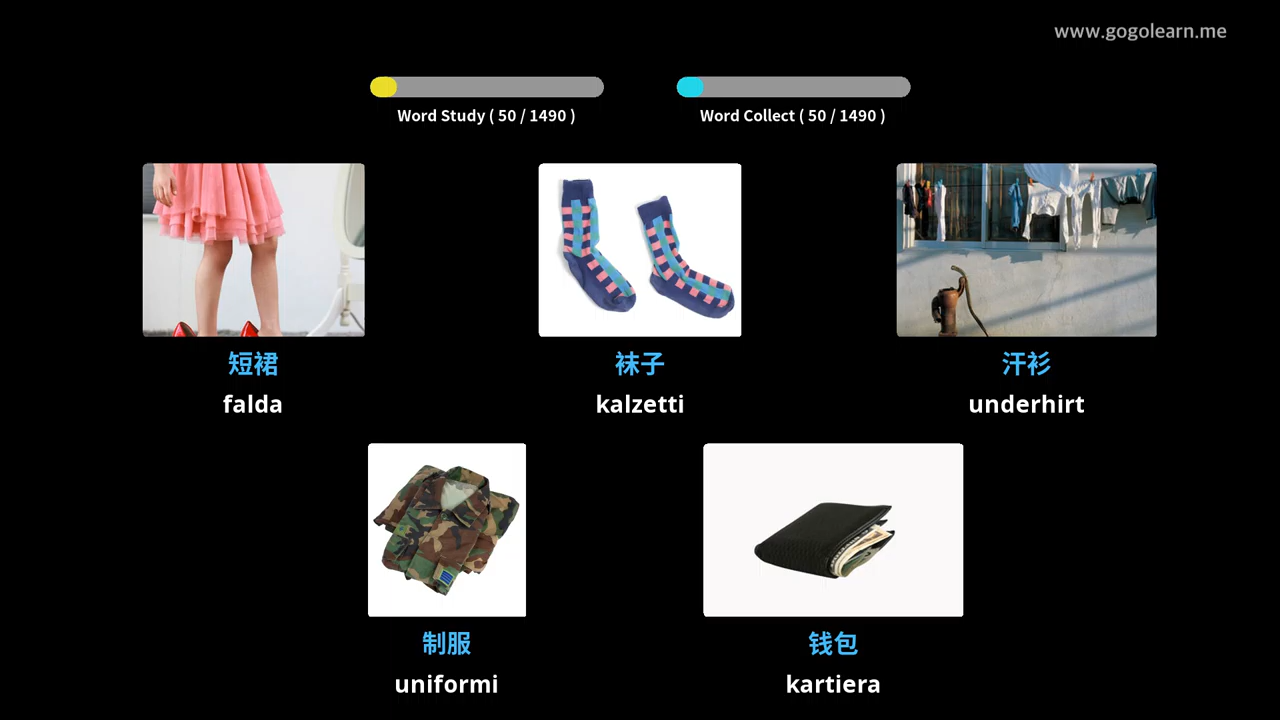 www.gogolearn.me
Word Study ( 50 / 1490 )
Word Collect ( 50 / 1490 )
短裙
袜子
汗衫
falda
kalzetti
underhirt
制服
钱包
uniformi
kartiera